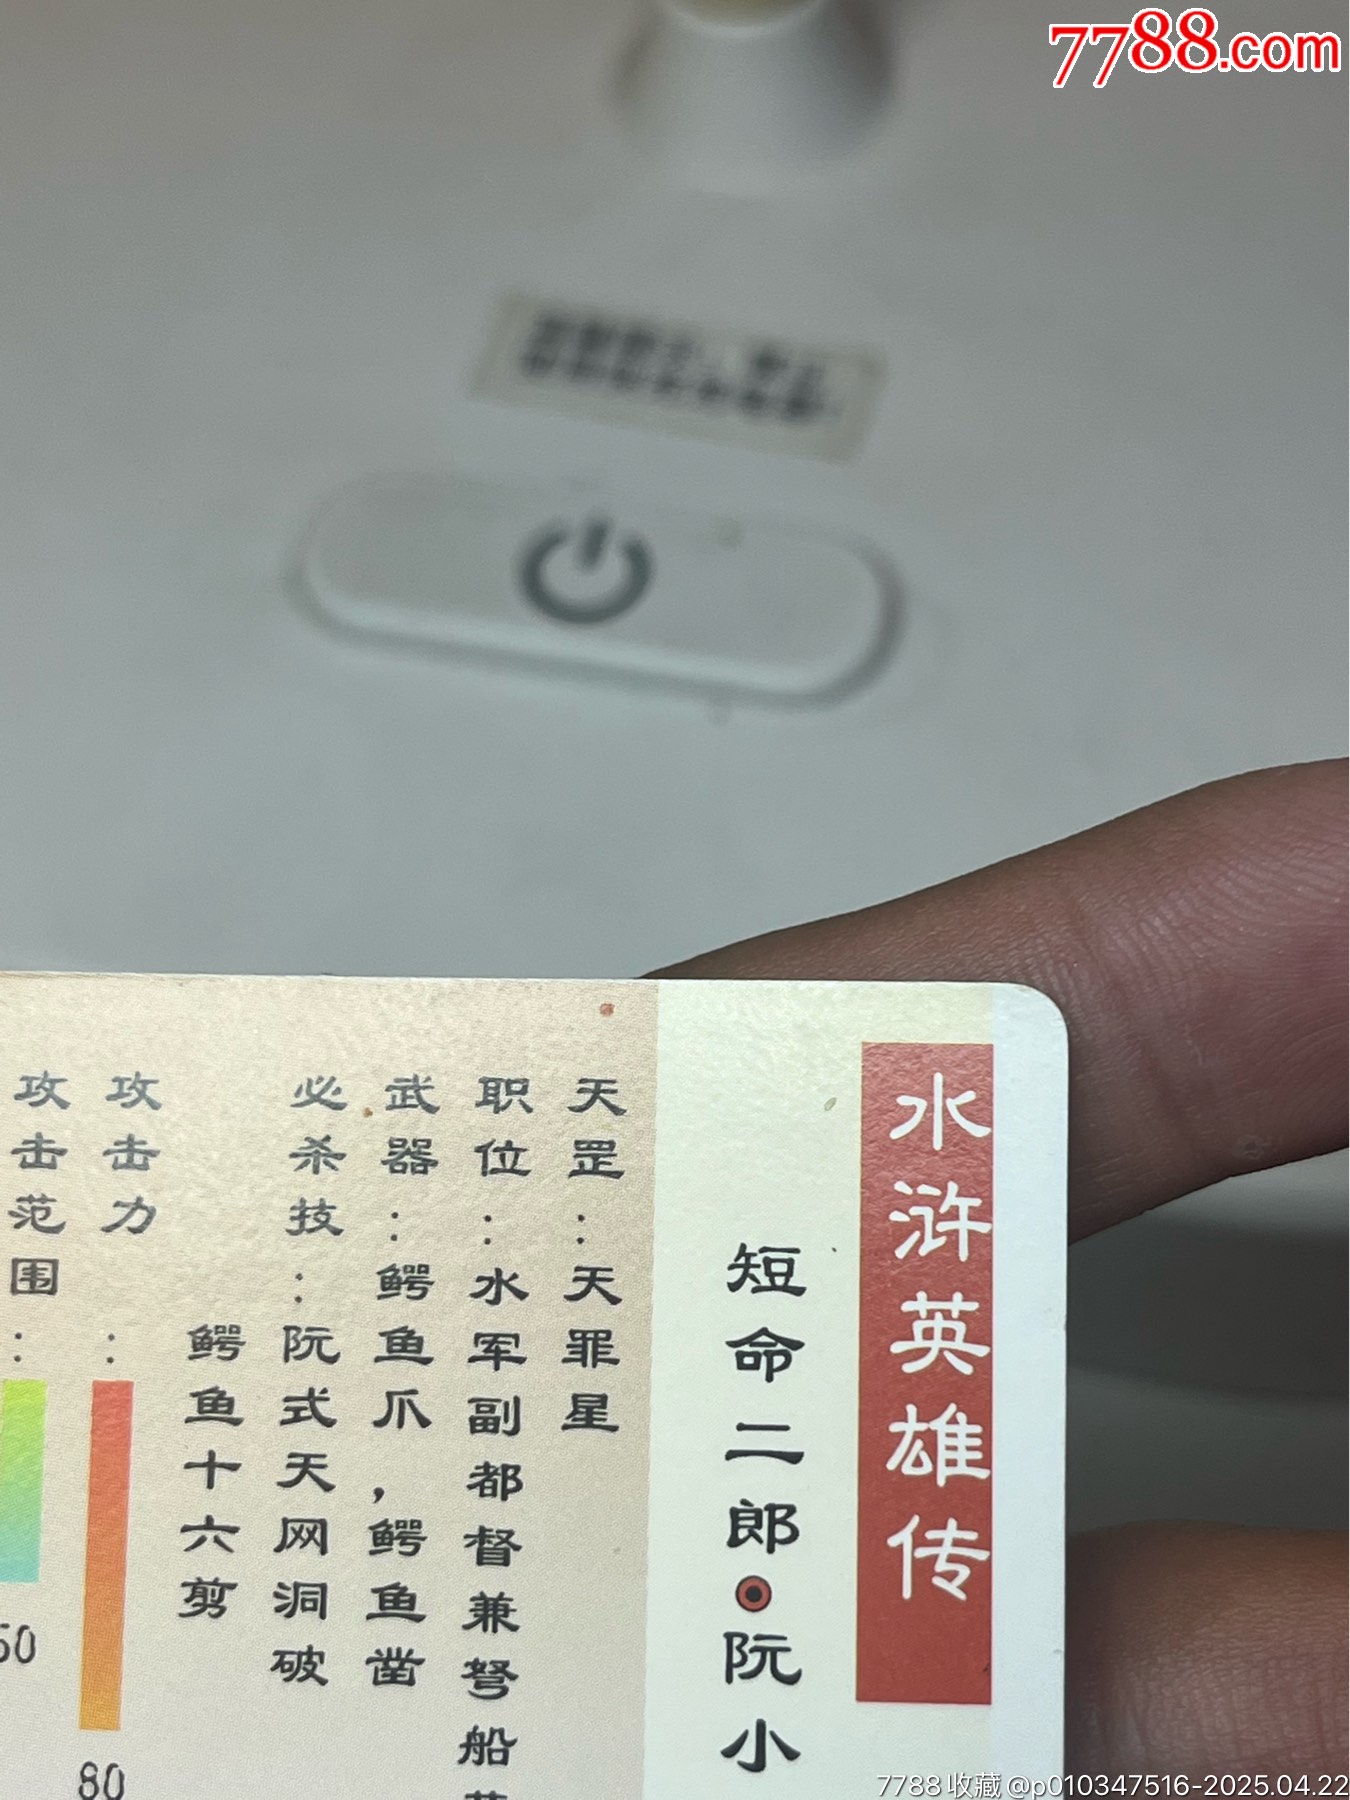 7788.com
水浒英雄传
短命二郎 阮小
天罡：天罪星
职位：水军副都督兼弩船
武器：鳄鱼爪，鳄鱼凿
必杀技：阮式天网洞破
鳄鱼十六剪
攻击力：
80
攻击范围：
50
7788收藏@p010347516-2025.04.22